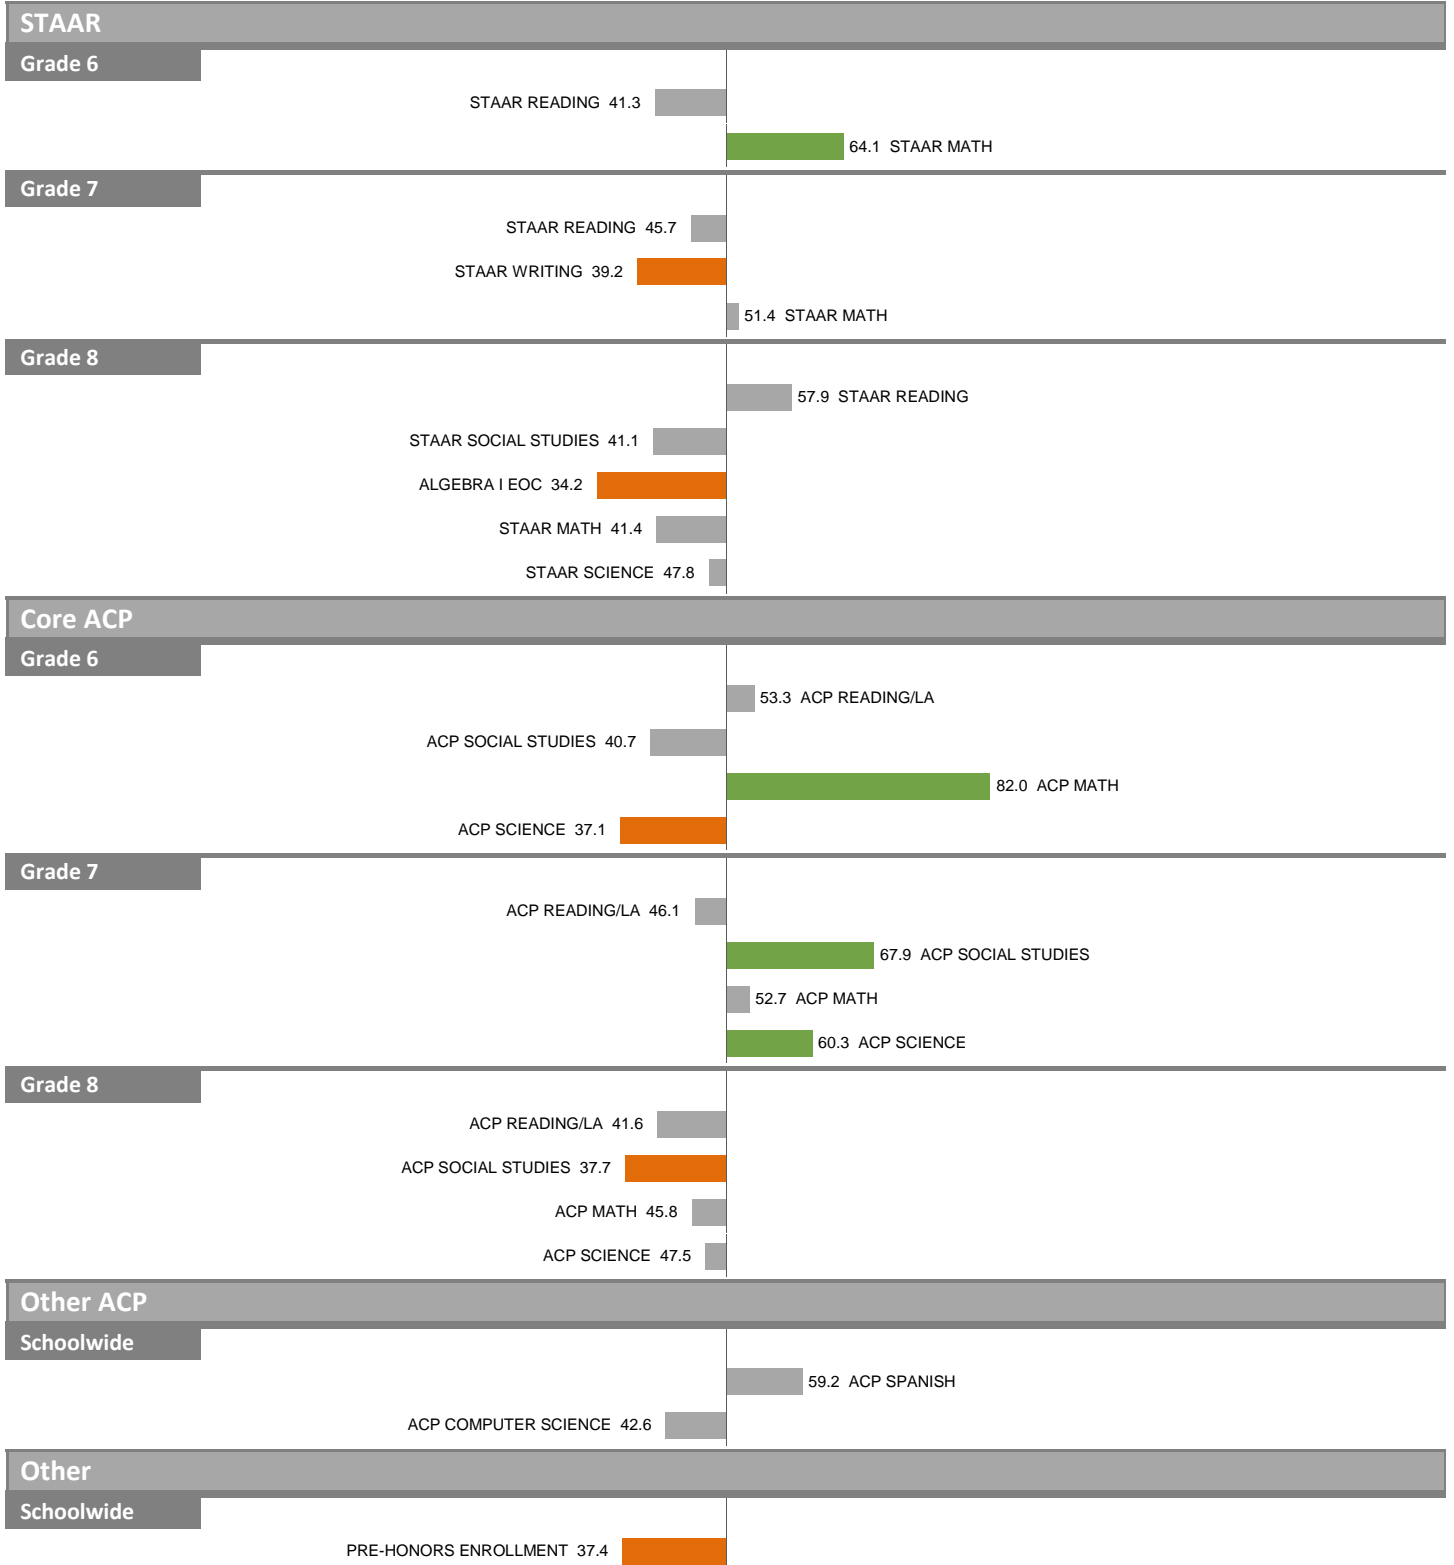 STAAR
Grade 6
STAAR READING 41.3
64.1 STAAR MATH
Grade 7
STAAR READING 45.7
STAAR WRITING 39.2
51.4 STAAR MATH
Grade 8
57.9 STAAR READING
STAAR SOCIAL STUDIES 41.1
ALGEBRA I EOC 34.2
STAAR MATH 41.4
STAAR SCIENCE 47.8
Core ACP
Grade 6
53.3 ACP READING/LA
ACP SOCIAL STUDIES 40.7
82.0 ACP MATH
ACP SCIENCE 37.1
Grade 7
ACP READING/LA 46.1
67.9 ACP SOCIAL STUDIES
52.7 ACP MATH
60.3 ACP SCIENCE
Grade 8
ACP READING/LA 41.6
ACP SOCIAL STUDIES 37.7
ACP MATH 45.8
ACP SCIENCE 47.5
Other ACP
Schoolwide
59.2 ACP SPANISH
ACP COMPUTER SCIENCE 42.6
Other
Schoolwide
PRE-HONORS ENROLLMENT 37.4